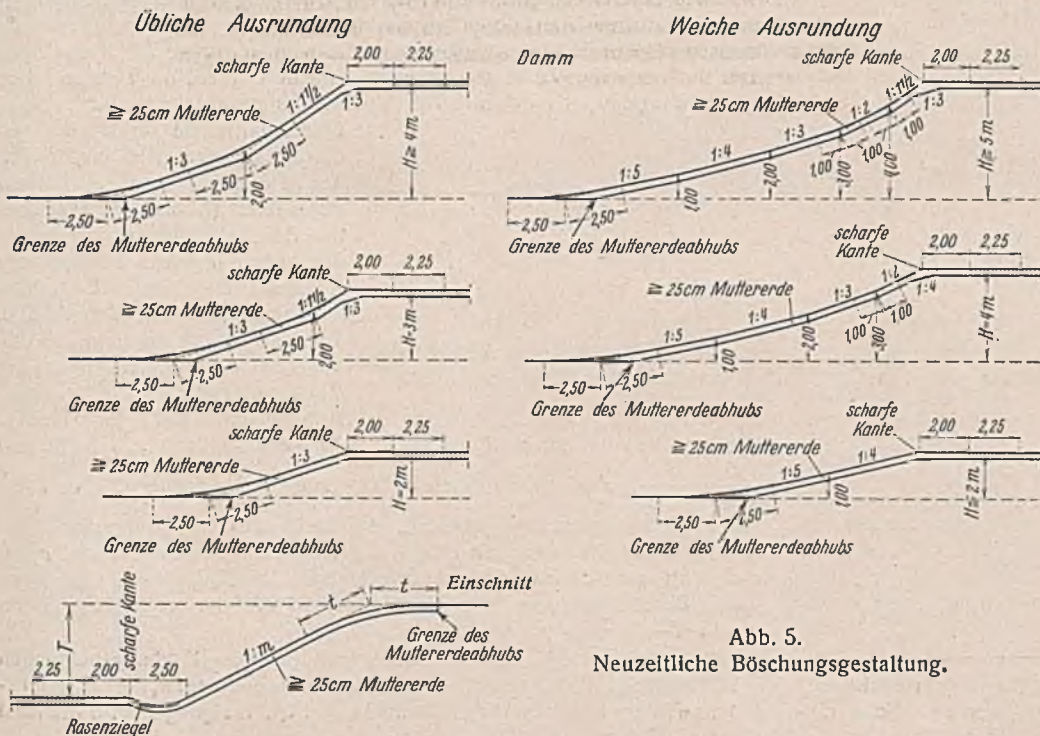 Übliche Ausrundung
scharfe Kante
2,00 2,25
≧ 25cm Muttererde
1:1½
1:3
1:3
2,50
2,50
2,00
H ≧ 4m
2,50
2,50
Grenze des Muttererdeabhubs
scharfe Kante
2,00 2,25
≧ 25cm Muttererde
1:1½
1:3
1:3
2,50
2,00
H=3m
2,50
2,50
Grenze des Muttererdeabhubs
scharfe Kante
2,00 2,25
≧ 25cm Muttererde
1:3
H=2m
2,50
2,50
Grenze des Muttererdeabhubs
Weiche Ausrundung
Damm
scharfe Kante
2,00 2,25
≧ 25cm Muttererde
1:1½
1:2
1:3
1:3
1:4
1:5
1,00
1,00
1,00
1,00
2,00
3,00
4,00
H ≧ 5m
2,50
2,50
Grenze des Muttererdeabhubs
scharfe Kante
2,00 2,25
≧ 25cm Muttererde
1:2
1:3
1:4
1:4
1:5
1,00
1,00
1,00
2,00
3,00
H=4m
2,50
2,50
Grenze des Muttererdeabhubs
scharfe Kante
2,00 2,25
≧ 25cm Muttererde
1:4
1:5
1,00
H ≦ 2m
2,50
2,50
Grenze des Muttererdeabhubs
Einschnitt
t
t
T
scharfe Kante
Grenze des
Muttererdeabhubs
2,25 2,00 2,50
1:m
≧ 25cm Muttererde
Rasenziegel
Abb. 5.
Neuzeitliche Böschungsgestaltung.